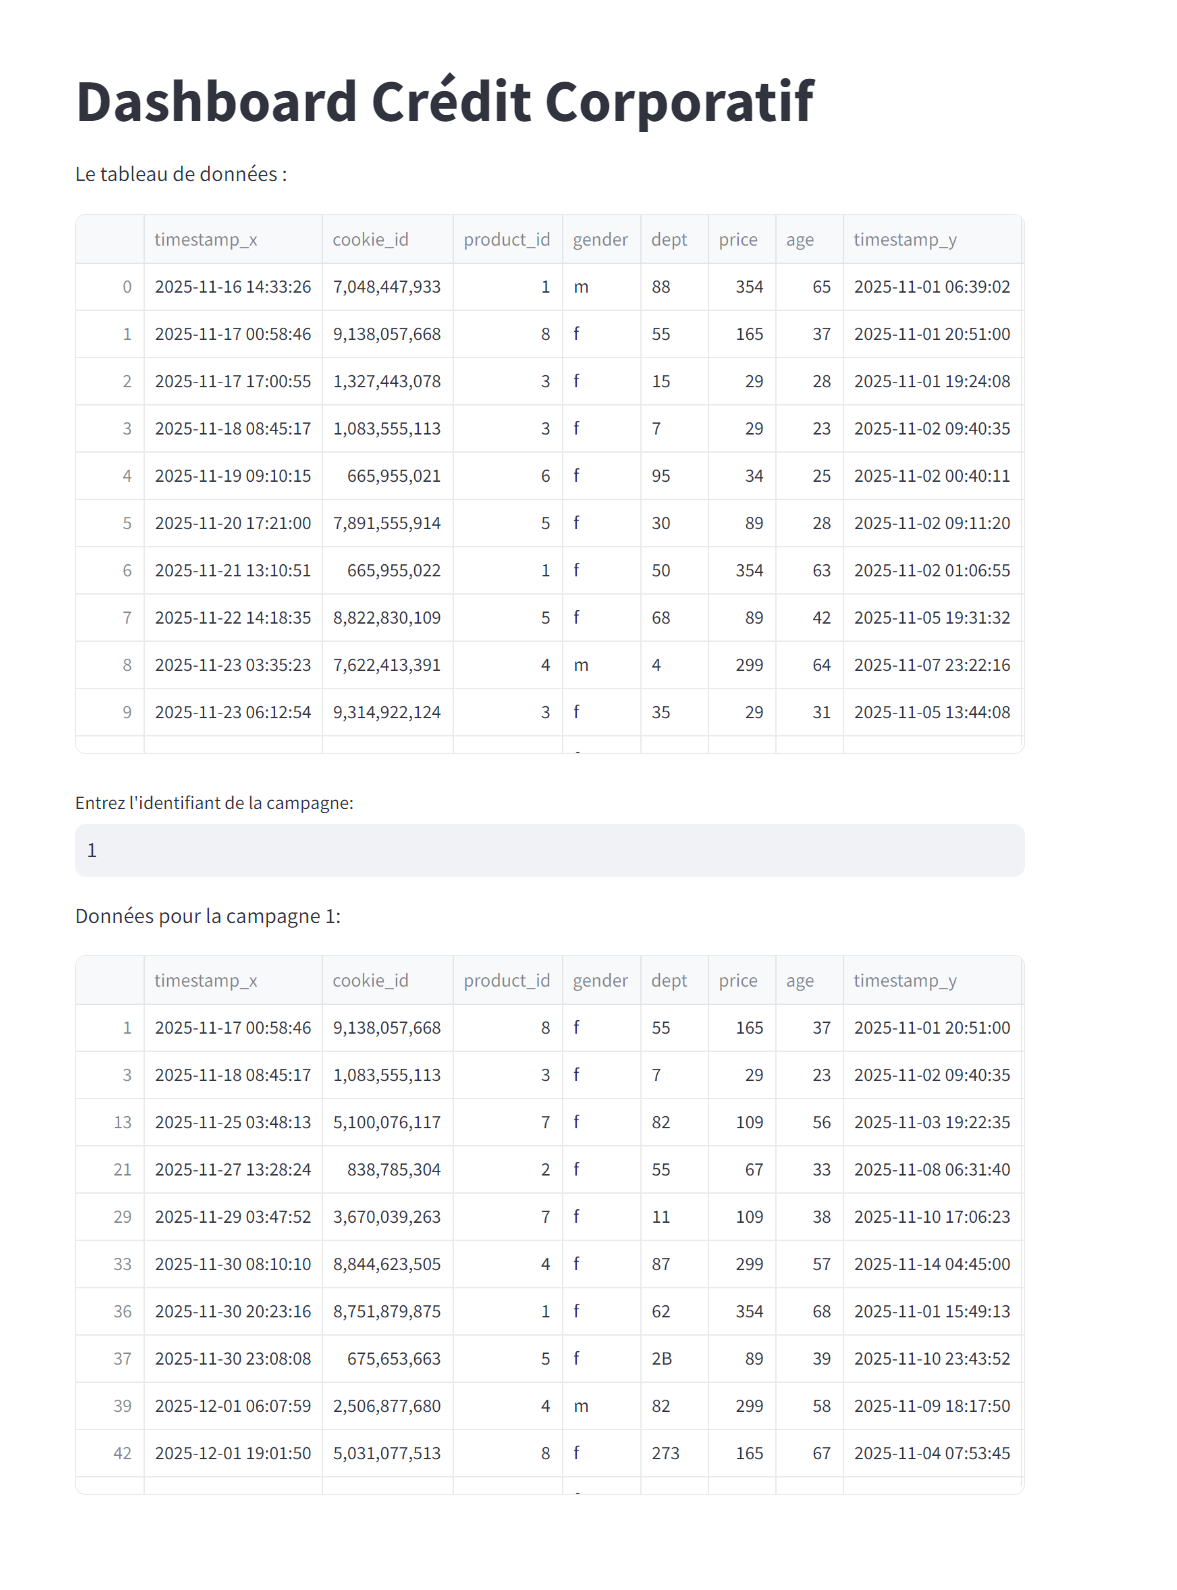 Dashboard Crédit Corporatif
Le tableau de données :
timestamp_x cookie_id product_id gender dept price age timestamp_y
0 2025-11-16 14:33:26 7,048,447,933 1 m 88 354 65 2025-11-01 06:39:02
1 2025-11-17 00:58:46 9,138,057,668 8 f 55 165 37 2025-11-01 20:51:00
2 2025-11-17 17:00:55 1,327,443,078 3 f 15 29 28 2025-11-01 19:24:08
3 2025-11-18 08:45:17 1,083,555,113 3 f 7 29 23 2025-11-02 09:40:35
4 2025-11-19 09:10:15 665,955,021 6 f 95 34 25 2025-11-02 00:40:11
5 2025-11-20 17:21:00 7,891,555,914 5 f 30 89 28 2025-11-02 09:11:20
6 2025-11-21 13:10:51 665,955,022 1 f 50 354 63 2025-11-02 01:06:55
7 2025-11-22 14:18:35 8,822,830,109 5 f 68 89 42 2025-11-05 19:31:32
8 2025-11-23 03:35:23 7,622,413,391 4 m 4 299 64 2025-11-07 23:22:16
9 2025-11-23 06:12:54 9,314,922,124 3 f 35 29 31 2025-11-05 13:44:08
Entrez l'identifiant de la campagne:
1
Données pour la campagne 1:
timestamp_x cookie_id product_id gender dept price age timestamp_y
1 2025-11-17 00:58:46 9,138,057,668 8 f 55 165 37 2025-11-01 20:51:00
3 2025-11-18 08:45:17 1,083,555,113 3 f 7 29 23 2025-11-02 09:40:35
13 2025-11-25 03:48:13 5,100,076,117 7 f 82 109 56 2025-11-03 19:22:35
21 2025-11-27 13:28:24 838,785,304 2 f 55 67 33 2025-11-08 06:31:40
29 2025-11-29 03:47:52 3,670,039,263 7 f 11 109 38 2025-11-10 17:06:23
33 2025-11-30 08:10:10 8,844,623,505 4 f 87 299 57 2025-11-14 04:45:00
36 2025-11-30 20:23:16 8,751,879,875 1 f 62 354 68 2025-11-01 15:49:13
37 2025-11-30 23:08:08 675,653,663 5 f 2B 89 39 2025-11-10 23:43:52
39 2025-12-01 06:07:59 2,506,877,680 4 m 82 299 58 2025-11-09 18:17:50
42 2025-12-01 19:01:50 5,031,077,513 8 f 273 165 67 2025-11-04 07:53:45